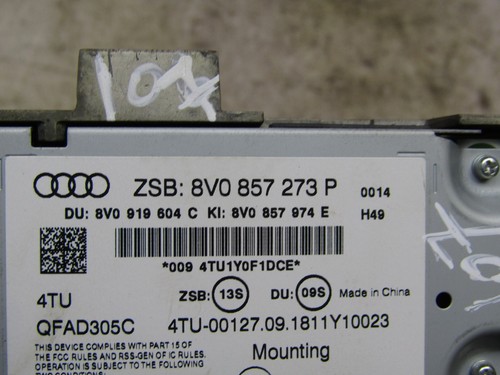 ZSB: 8V0 857 273 P 0014
DU: 8V0 919 604 C KI: 8V0 857 974 E H49
*009 4TU1Y0F1DCE*
4TU ZSB: 13S DU: 09S Made in China
QFAD305C 4TU-00127.09.1811Y10023
THIS DEVICE COMPLIES WITH PART 15 OF
THE FCC RULES AND RSS-GEN OF IC RULES.
OPERATION IS SUBJECT TO THE
Mounting